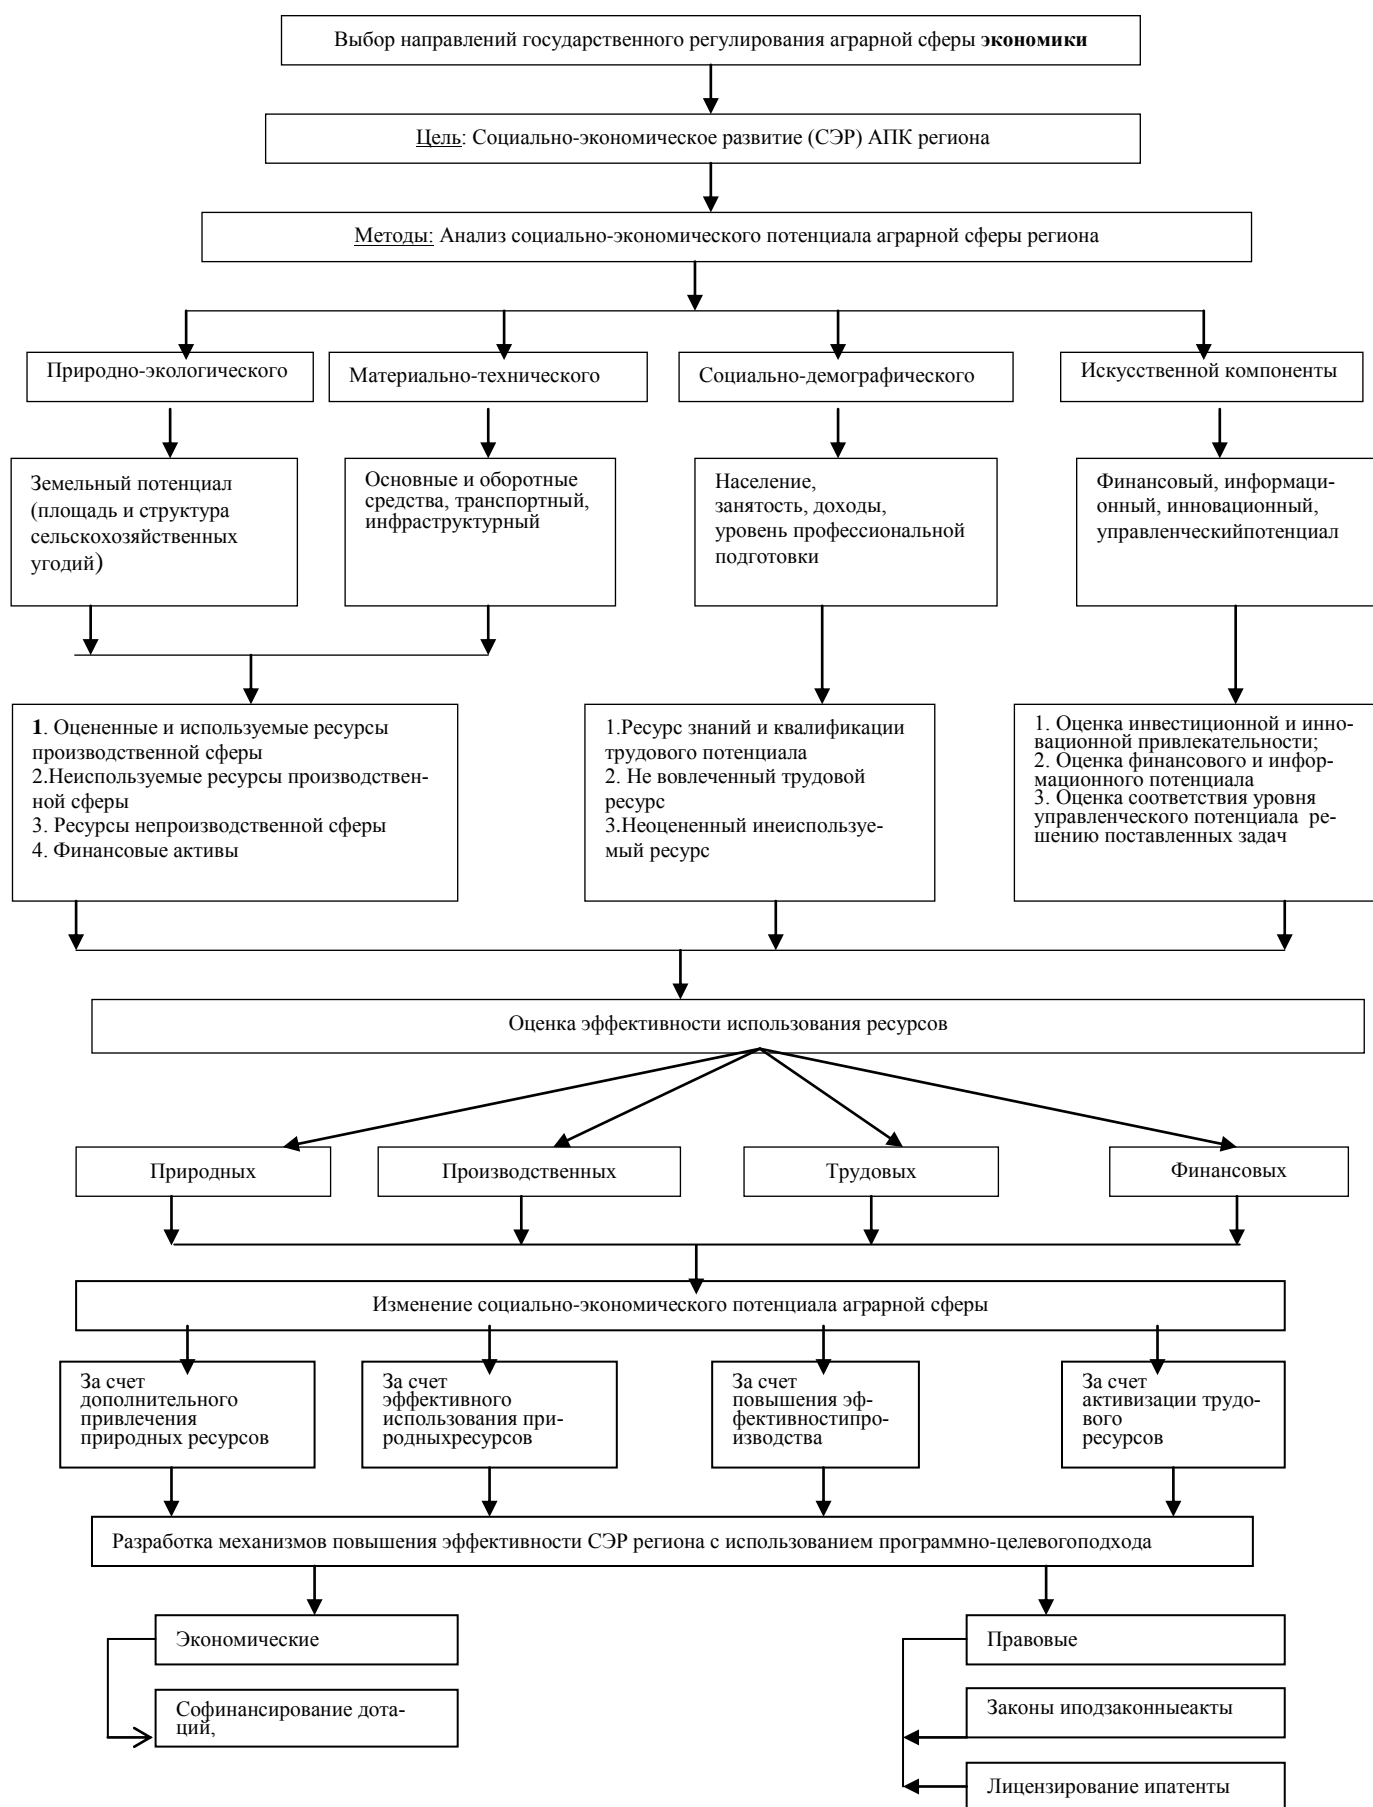 Выбор направлений государственного регулирования аграрной сферы экономики
Цель: Социально-экономическое развитие (СЭР) АПК региона
Методы: Анализ социально-экономического потенциала аграрной сферы региона
Природно-экологического
Материально-технического
Социально-демографического
Искусственной компоненты
Земельный потенциал
(площадь и структура
сельскохозяйственных
угодий)
Основные и оборотные
средства, транспортный,
инфраструктурный
Население,
занятость, доходы,
уровень профессиональной
подготовки
Финансовый, информаци-
онный, инновационный,
управленческийпотенциал
1. Оцененные и используемые ресурсы
производственной сферы
2.Неиспользуемые ресурсы производствен-
ной сферы
3. Ресурсы непроизводственной сферы
4. Финансовые активы
1.Ресурс знаний и квалификации
трудового потенциала
2. Не вовлеченный трудовой
ресурс
3.Неоцененный инеиспользуе-
мый ресурс
1. Оценка инвестиционной и инно-
вационной привлекательности;
2. Оценка финансового и инфор-
мационного потенциала
3. Оценка соответствия уровня
управленческого потенциала ре-
шению поставленных задач
Оценка эффективности использования ресурсов
Природных
Производственных
Трудовых
Финансовых
Изменение социально-экономического потенциала аграрной сферы
За счет
дополнительного
привлечения
природных ресурсов
За счет
эффективного
использования при-
родныхресурсов
За счет
повышения эф-
фективностипро-
изводства
За счет
активизации трудо-
вого
ресурсов
Разработка механизмов повышения эффективности СЭР региона с использованием программно-целевогоподхода
Экономические
Правовые
Софинансирование дота-
ций,
Законы иподзаконныеакты
Лицензирование ипатенты